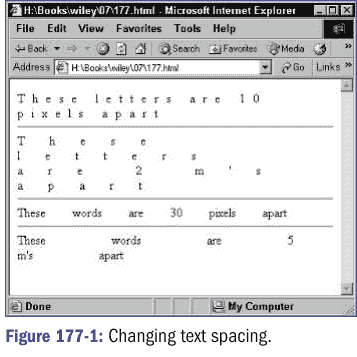 H:\Books\wiley\07\177.html - Microsoft Internet Explorer
File Edit View Favorites Tools Help
Back Search Favorites Media »
Address H:\Books\wiley\07\177.html Go Links »
These letters are 10
pixels apart
These
letters
are 2 m's
apart
These words are 30 pixels apart
These words are 5
m's apart
Done My Computer
Figure 177-1: Changing text spacing.